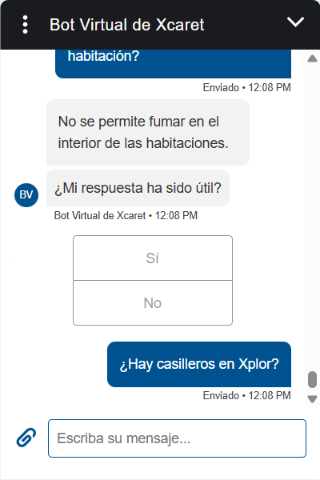 Bot Virtual de Xcaret
habitación?
Enviado • 12:08 PM
No se permite fumar en el
interior de las habitaciones.
¿Mi respuesta ha sido útil?
BV
Bot Virtual de Xcaret • 12:08 PM
Sí
No
¿Hay casilleros en Xplor?
Enviado • 12:08 PM
Escriba su mensaje...